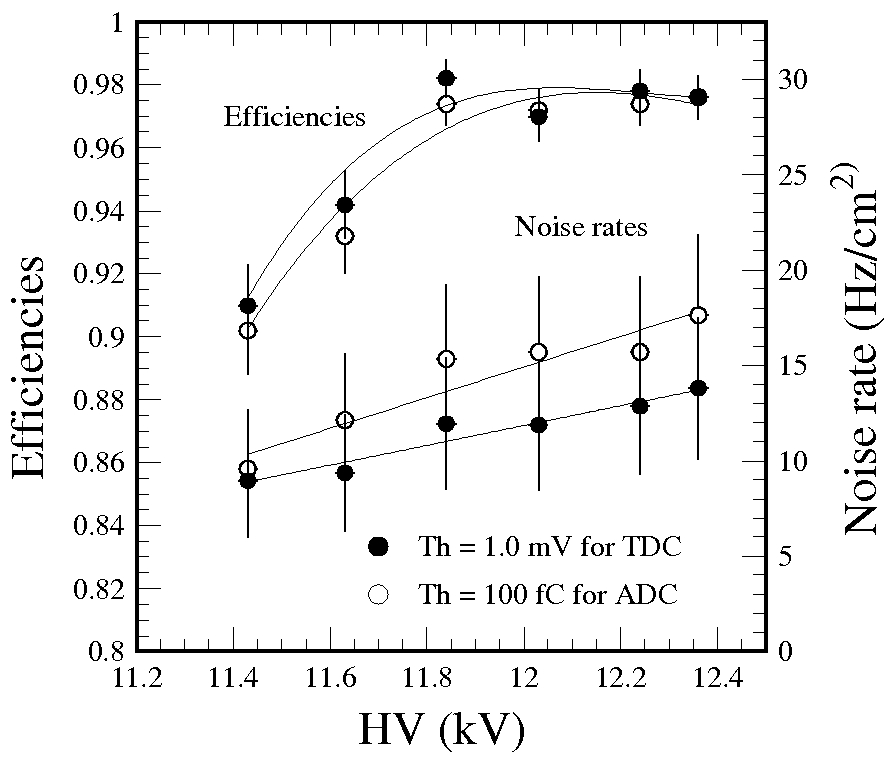 1
0.98
0.96
0.94
0.92
0.9
0.88
0.86
0.84
0.82
0.8
Efficiencies
30
25
20
15
10
5
0
Noise rate (Hz/cm2)
Efficiencies
Noise rates
Th = 1.0 mV for TDC
Th = 100 fC for ADC
11.2 11.4 11.6 11.8 12 12.2 12.4
HV (kV)